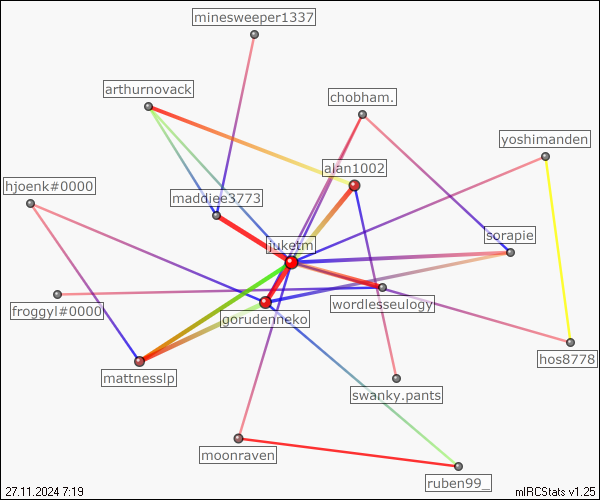 minesweeper1337
arthurnovack
chobham.
yoshimanden
alan1002
hjoenk#0000
maddiee3773
sorapie
juketm
froggyl#0000
wordlesseulogy
gorudenneko
hos8778
mattnesslp
swanky.pants
moonraven
ruben99_
27.11.2024 7:19
mIRCStats v1.25